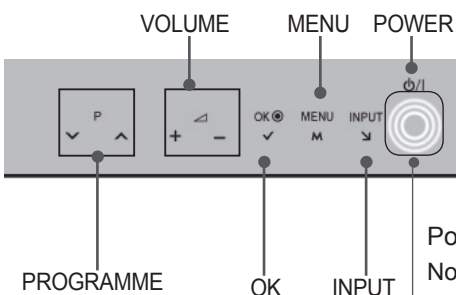 VOLUME MENU POWER
⏻/I
P ⊿ OK MENU INPUT
+ − M
PROGRAMME OK INPUT
Po
No